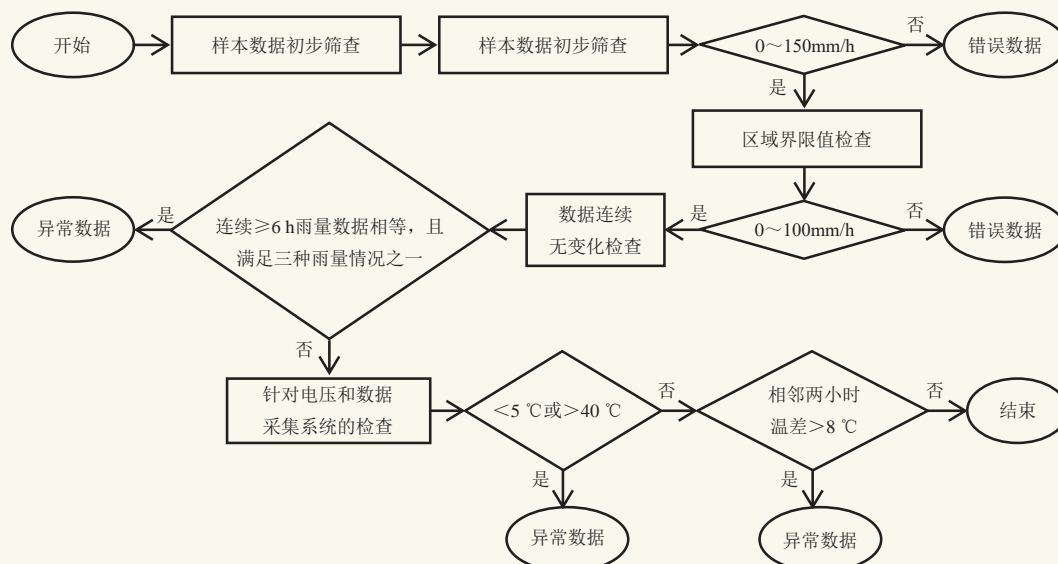 开始
样本数据初步筛查
样本数据初步筛查
0～150mm/h
否
错误数据
是
区域界限值检查
0～100mm/h
否
错误数据
是
数据连续
无变化检查
连续≥6 h雨量数据相等，且
满足三种雨量情况之一
是
异常数据
否
针对电压和数据
采集系统的检查
＜5 ℃或＞40 ℃
否
相邻两小时
温差＞8 ℃
否
结束
是
异常数据
是
异常数据